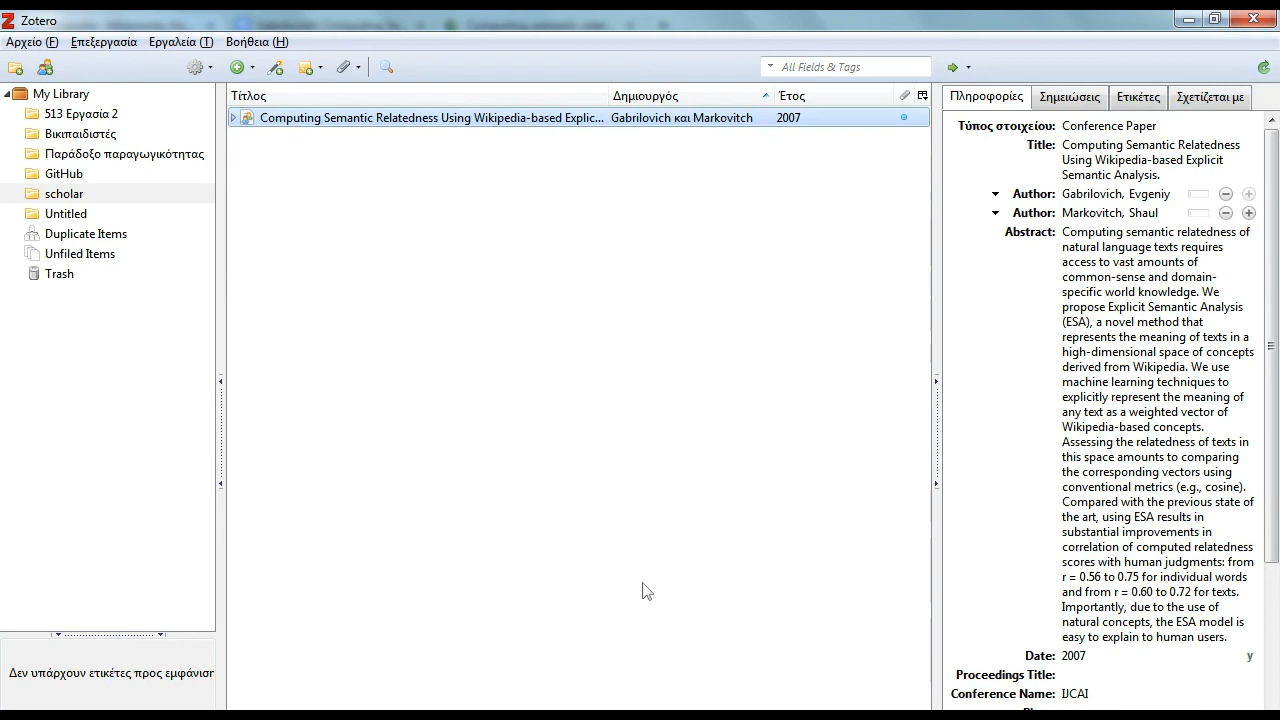 Zotero
Αρχείο (F) Επεξεργασία Εργαλεία (T) Βοήθεια (H)
All Fields & Tags
My Library
513 Εργασία 2
Βικιπαιδιστές
Παράδοξο παραγωγικότητας
GitHub
scholar
Untitled
Duplicate Items
Unfiled Items
Trash
Δεν υπάρχουν ετικέτες προς εμφάνιση
Τίτλος Δημιουργός Έτος
Computing Semantic Relatedness Using Wikipedia-based Explic... Gabrilovich και Markovitch 2007
Πληροφορίες Σημειώσεις Ετικέτες Σχετίζεται με
Τύπος στοιχείου: Conference Paper
Title: Computing Semantic Relatedness
Using Wikipedia-based Explicit
Semantic Analysis.
Author: Gabrilovich, Evgeniy
Author: Markovitch, Shaul
Abstract: Computing semantic relatedness of
natural language texts requires
access to vast amounts of
common-sense and domain-
specific world knowledge. We
propose Explicit Semantic Analysis
(ESA), a novel method that
represents the meaning of texts in a
high-dimensional space of concepts
derived from Wikipedia. We use
machine learning techniques to
explicitly represent the meaning of
any text as a weighted vector of
Wikipedia-based concepts.
Assessing the relatedness of texts in
this space amounts to comparing
the corresponding vectors using
conventional metrics (e.g., cosine).
Compared with the previous state of
the art, using ESA results in
substantial improvements in
correlation of computed relatedness
scores with human judgments: from
r = 0.56 to 0.75 for individual words
and from r = 0.60 to 0.72 for texts.
Importantly, due to the use of
natural concepts, the ESA model is
easy to explain to human users.
Date: 2007 y
Proceedings Title:
Conference Name: IJCAI